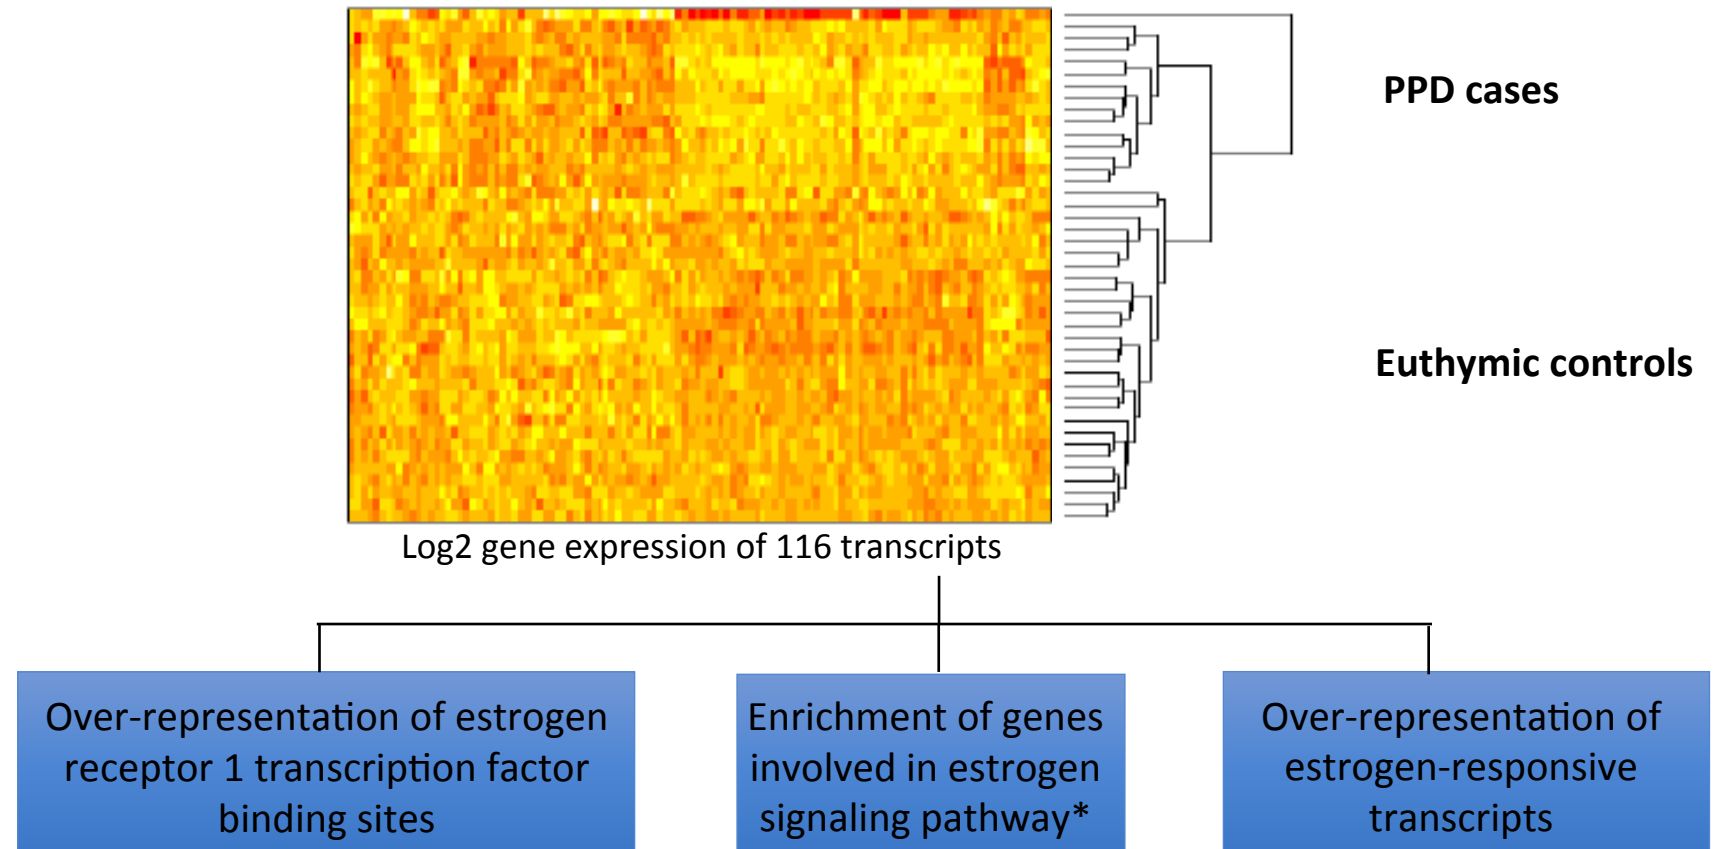 PPD cases
Euthymic controls
Log2 gene expression of 116 transcripts
Over-representation of estrogen
receptor 1 transcription factor
binding sites
Enrichment of genes
involved in estrogen
signaling pathway*
Over-representation of
estrogen-responsive
transcripts